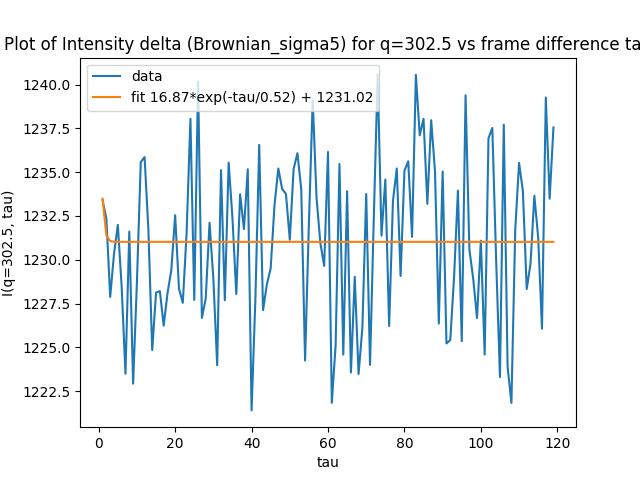 Plot of Intensity delta (Brownian_sigma5) for q=302.5 vs frame difference ta
data
fit 16.87*exp(-tau/0.52) + 1231.02
1240.0
1237.5
1235.0
1232.5
1230.0
1227.5
1225.0
1222.5
I(q=302.5, tau)
0 20 40 60 80 100 120
tau